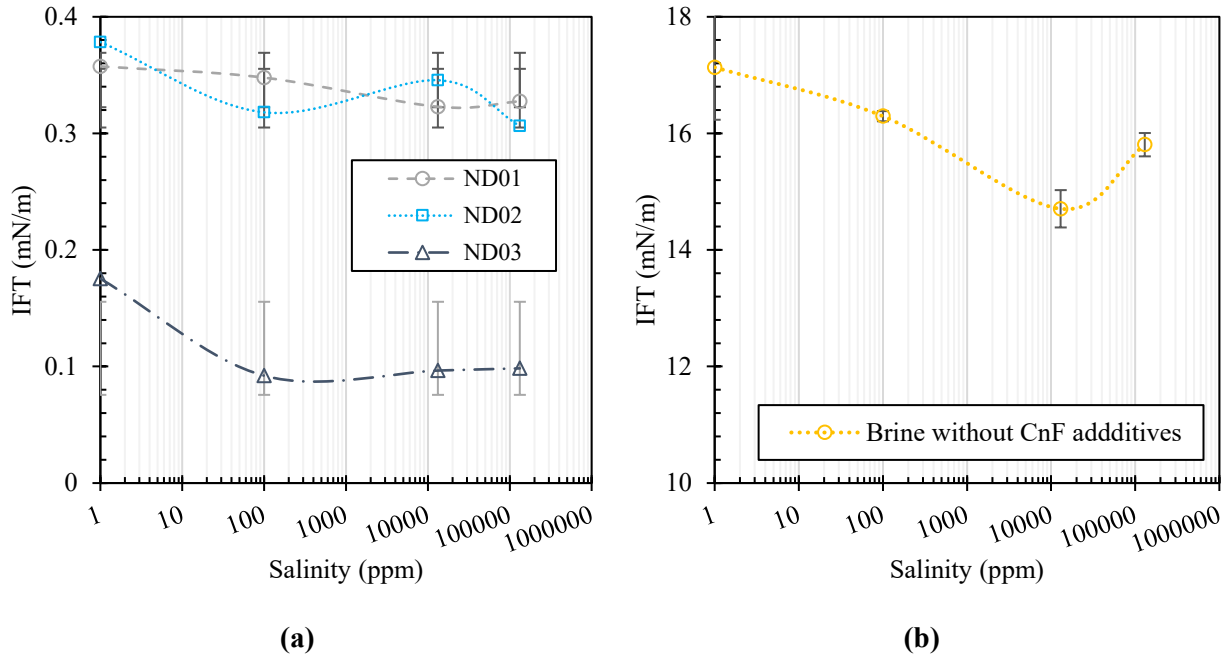 0.4
0.3
0.2
0.1
0
IFT (mN/m)
ND01
ND02
ND03
1
10
100
1000
10000
100000
1000000
Salinity (ppm)
(a)
18
16
14
12
10
IFT (mN/m)
Brine without CnF addditives
1
10
100
1000
10000
100000
1000000
Salinity (ppm)
(b)